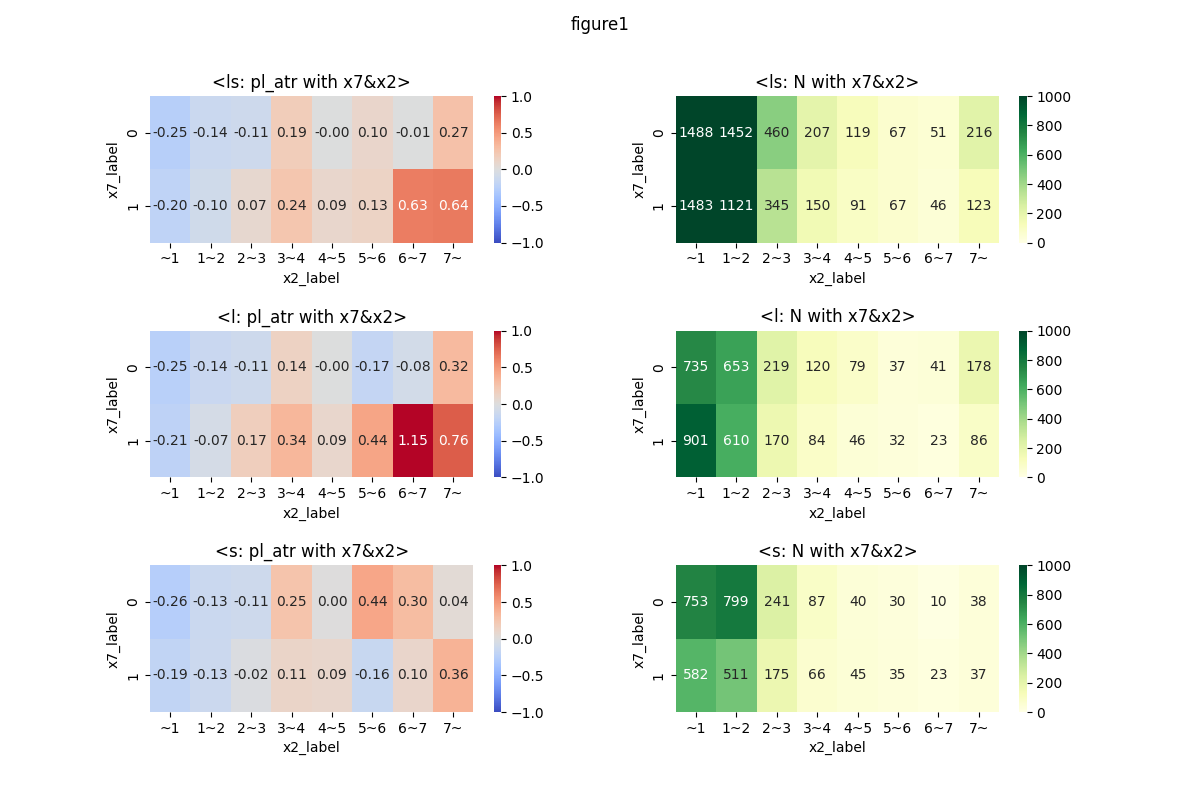 figure1
<ls: pl_atr with x7&x2>
x7_label
0
-0.25 -0.14 -0.11 0.19 -0.00 0.10 -0.01 0.27
1
-0.20 -0.10 0.07 0.24 0.09 0.13 0.63 0.64
~1 1~2 2~3 3~4 4~5 5~6 6~7 7~
x2_label
1.0
0.5
0.0
−0.5
−1.0
<ls: N with x7&x2>
x7_label
0
1488 1452 460 207 119 67 51 216
1
1483 1121 345 150 91 67 46 123
~1 1~2 2~3 3~4 4~5 5~6 6~7 7~
x2_label
1000
800
600
400
200
0
<l: pl_atr with x7&x2>
x7_label
0
-0.25 -0.14 -0.11 0.14 -0.00 -0.17 -0.08 0.32
1
-0.21 -0.07 0.17 0.34 0.09 0.44 1.15 0.76
~1 1~2 2~3 3~4 4~5 5~6 6~7 7~
x2_label
1.0
0.5
0.0
−0.5
−1.0
<l: N with x7&x2>
x7_label
0
735 653 219 120 79 37 41 178
1
901 610 170 84 46 32 23 86
~1 1~2 2~3 3~4 4~5 5~6 6~7 7~
x2_label
1000
800
600
400
200
0
<s: pl_atr with x7&x2>
x7_label
0
-0.26 -0.13 -0.11 0.25 0.00 0.44 0.30 0.04
1
-0.19 -0.13 -0.02 0.11 0.09 -0.16 0.10 0.36
~1 1~2 2~3 3~4 4~5 5~6 6~7 7~
x2_label
1.0
0.5
0.0
−0.5
−1.0
<s: N with x7&x2>
x7_label
0
753 799 241 87 40 30 10 38
1
582 511 175 66 45 35 23 37
~1 1~2 2~3 3~4 4~5 5~6 6~7 7~
x2_label
1000
800
600
400
200
0